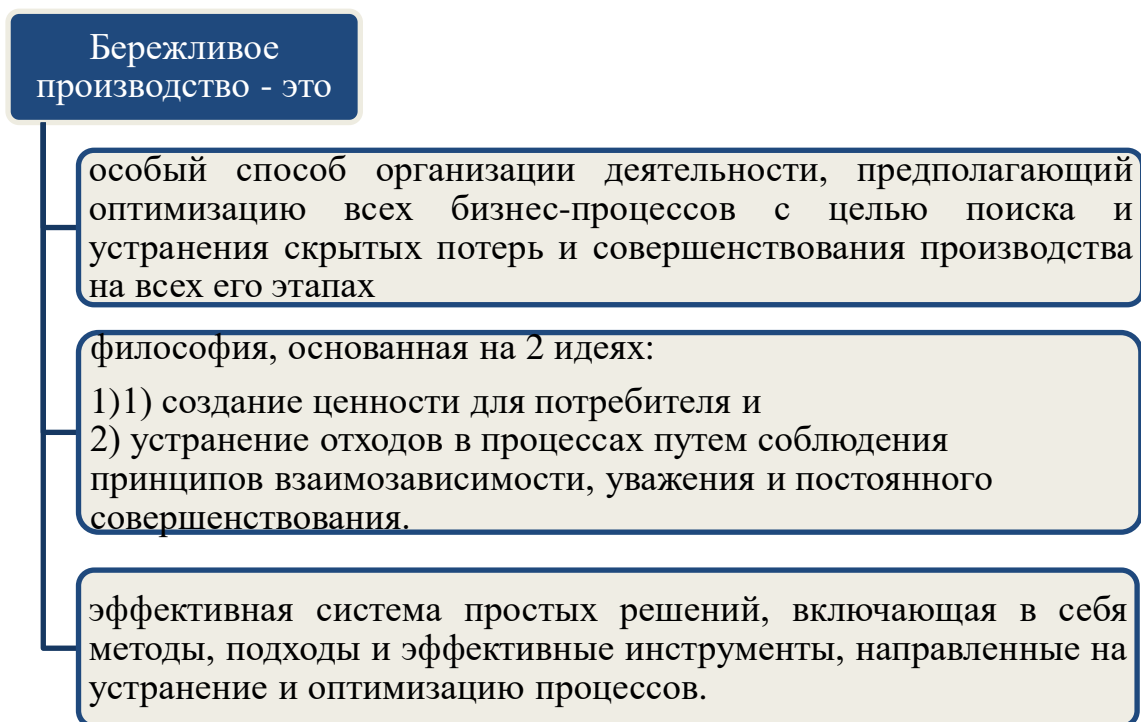 Бережливое
производство - это
особый способ организации деятельности, предполагающий
оптимизацию всех бизнес-процессов с целью поиска и
устранения скрытых потерь и совершенствования производства
на всех его этапах
философия, основанная на 2 идеях:
1)1) создание ценности для потребителя и
2) устранение отходов в процессах путем соблюдения
принципов взаимозависимости, уважения и постоянного
совершенствования.
эффективная система простых решений, включающая в себя
методы, подходы и эффективные инструменты, направленные на
устранение и оптимизацию процессов.